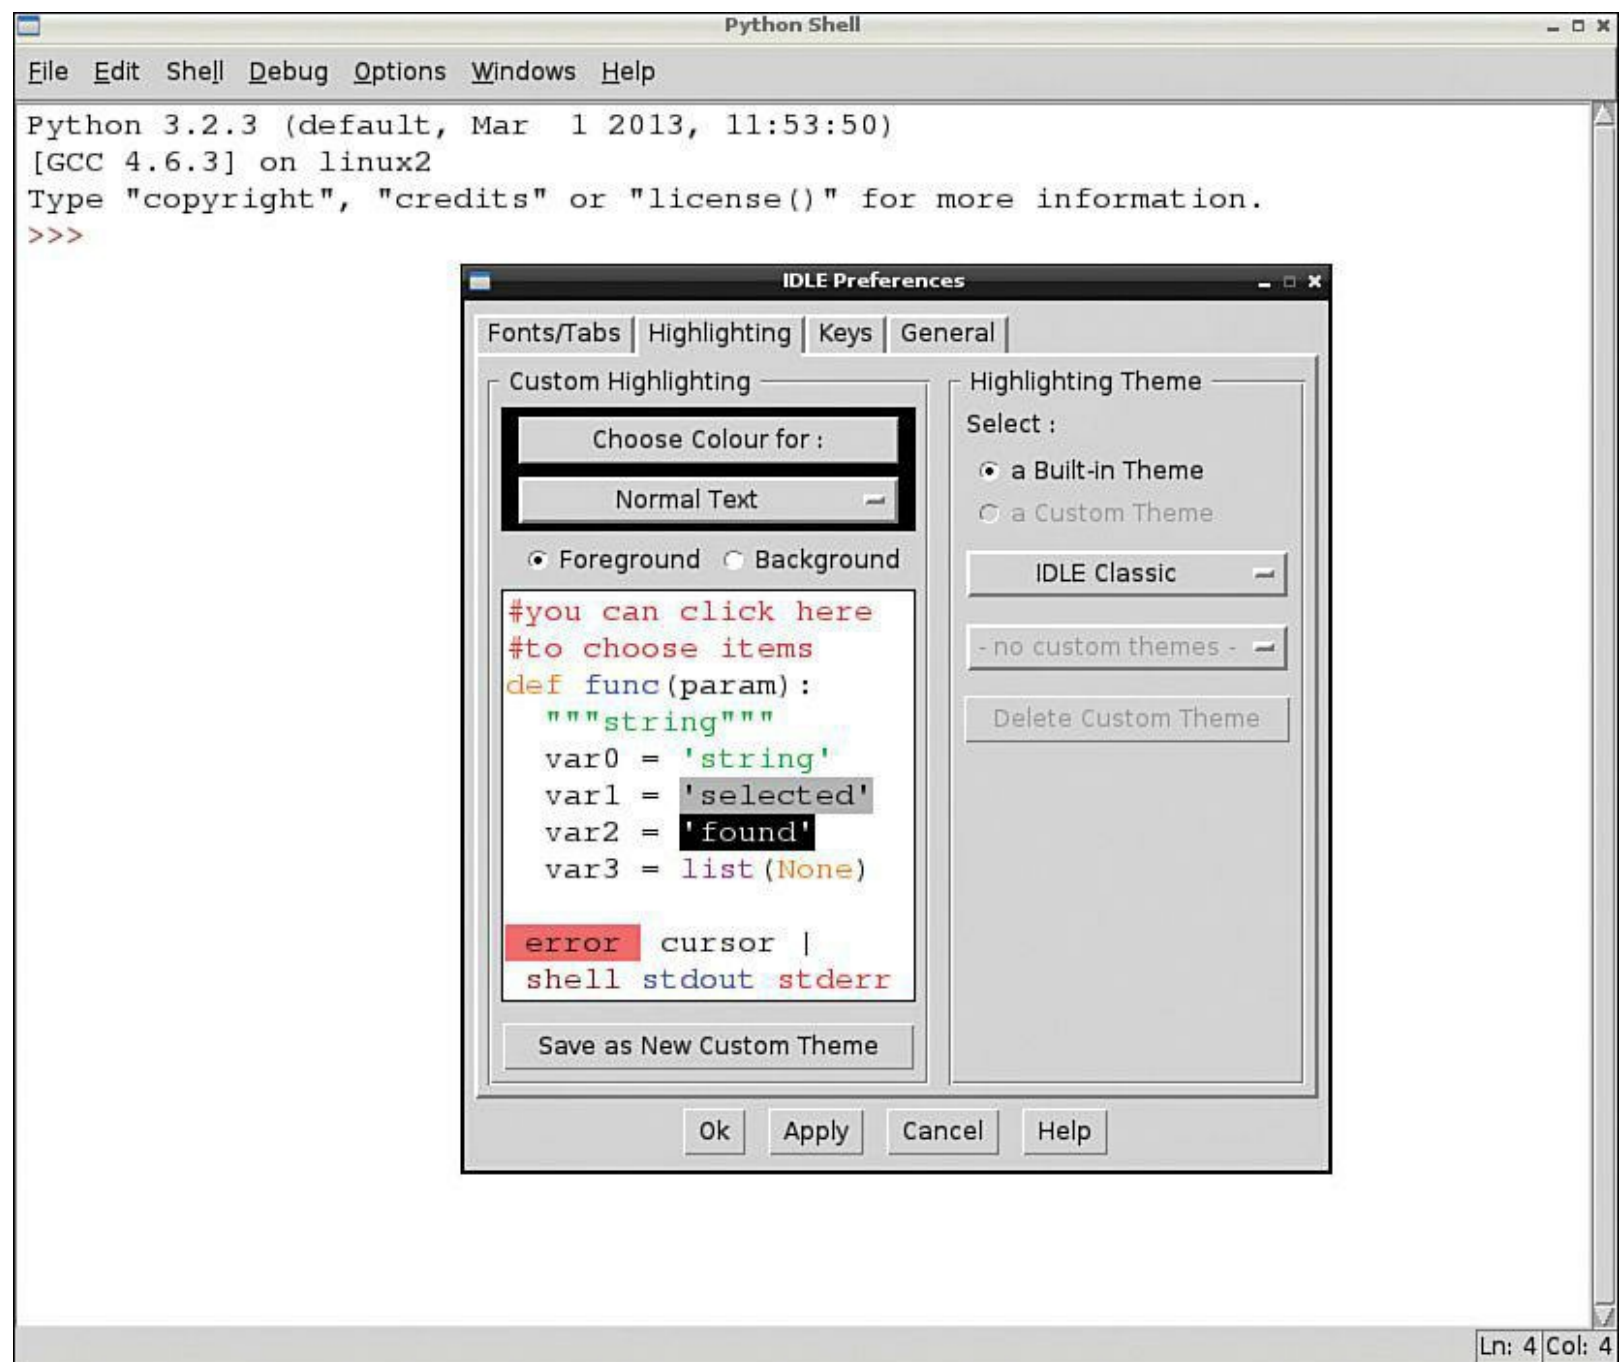 Python Shell
File Edit Shell Debug Options Windows Help
Python 3.2.3 (default, Mar  1 2013, 11:53:50)
[GCC 4.6.3] on linux2
Type "copyright", "credits" or "license()" for more information.
>>>
IDLE Preferences
Fonts/Tabs Highlighting Keys General
Custom Highlighting
Choose Colour for :
Normal Text
Foreground Background
#you can click here
#to choose items
def func(param):
  """string"""
  var0 = 'string'
  var1 = 'selected'
  var2 = 'found'
  var3 = list(None)
error cursor |
shell stdout stderr
Save as New Custom Theme
Highlighting Theme
Select :
a Built-in Theme
a Custom Theme
IDLE Classic
- no custom themes -
Delete Custom Theme
Ok Apply Cancel Help
Ln: 4 Col: 4